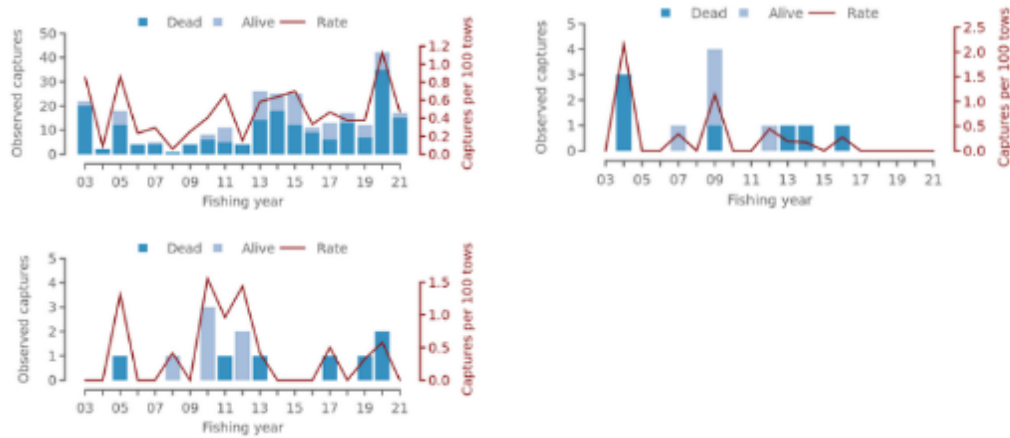 Dead Alive Rate
Observed captures
50
40
30
20
10
0
1.2
1.0
0.8
0.6
0.4
0.2
0.0
Captures per 100 tows
03 05 07 09 11 13 15 17 19 21
Fishing year
Dead Alive Rate
Observed captures
5
4
3
2
1
0
2.5
2.0
1.5
1.0
0.5
0.0
Captures per 100 tows
03 05 07 09 11 13 15 17 19 21
Fishing year
Dead Alive Rate
Observed captures
5
4
3
2
1
0
1.5
1.0
0.5
0.0
Captures per 100 tows
03 05 07 09 11 13 15 17 19 21
Fishing year